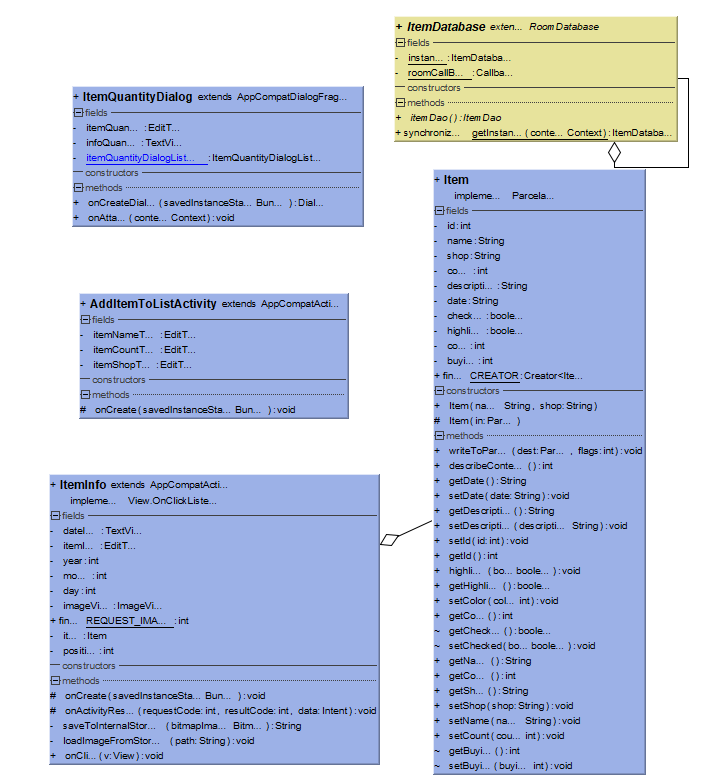 + ItemDatabase exten... RoomDatabase
fields
- instan... : ItemDataba...
- roomCallB... : Callba...
constructors
methods
+ itemDao() : ItemDao
+ synchroniz... getInstan... (conte... Context) : ItemDataba...
+ ItemQuantityDialog extends AppCompatDialogFrag...
fields
- itemQuan... : EditT...
- infoQuan... : TextVi...
- itemQuantityDialogList... : ItemQuantityDialogList...
constructors
methods
+ onCreateDial... (savedInstanceSta... Bun... ) : Dial...
+ onAtta... (conte... Context) : void
+ AddItemToListActivity extends AppCompatActi...
fields
- itemNameT... : EditT...
- itemCountT... : EditT...
- itemShopT... : EditT...
constructors
methods
# onCreate(savedInstanceSta... Bun... ) : void
+ ItemInfo extends AppCompatActi...
impleme... View.OnClickListe...
fields
- dateI... : TextVi...
- itemI... : EditT...
- year: int
- mo... : int
- day: int
- imageVi... : ImageVi...
+ fin... REQUEST_IMA... : int
- it... : Item
- positi... : int
constructors
methods
# onCreate(savedInstanceSta... Bun... ) : void
# onActivityRes... (requestCode: int, resultCode: int, data: Intent) : void
- saveToInternalStor... (bitmapIma... Bitm... ) : String
- loadImageFromStor... (path: String) : void
+ onCli... (v: View) : void
+ Item
impleme... Parcela...
fields
- id: int
- name: String
- shop: String
- co... : int
- descripti... : String
- date: String
- check... : boole...
- highli... : boole...
- co... : int
- buyi... : int
+ fin... CREATOR: Creator<Ite...
constructors
+ Item(na... String, shop: String)
# Item(in: Par... )
methods
+ writeToPar... (dest: Par... , flags: int) : void
+ describeConte... () : int
+ getDate() : String
+ setDate(date: String) : void
+ getDescripti... () : String
+ setDescripti... (descripti... String) : void
+ setId(id: int) : void
+ getId() : int
+ highli... (bo... boole... ) : void
+ getHighli... () : boole...
+ setColor(col... int) : void
+ getCo... () : int
~ getCheck... () : boole...
~ setChecked(bo... boole... ) : void
+ getNa... () : String
+ getCo... () : int
+ getSh... () : String
+ setShop(shop: String) : void
+ setName(na... String) : void
+ setCount(cou... int) : void
~ getBuyi... () : int
~ setBuyi... (buyi... int) : void